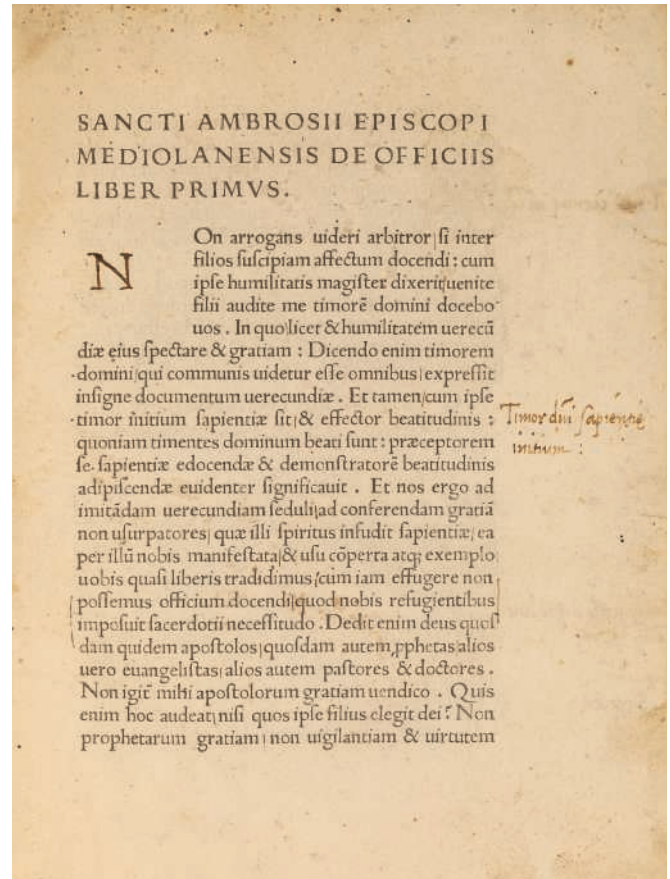 SANCTI AMBROSII EPISCOPI
MEDIOLANENSIS DE OFFICIIS
LIBER PRIMVS.
NOn arrogans uideri arbitror si inter
filios suscipiam affectum docendi: cum
ipse humilitatis magister dixerit uenite
filii audite me timorē domini docebo
uos. In quo licet & humilitatem uerecū
diæ eius spectare & gratiam: Dicendo enim timorem
domini qui communis uidetur esse omnibus expressit
insigne documentum uerecundiæ. Et tamen cum ipse
timor initium sapientiæ sit & effector beatitudinis:
quoniam timentes dominum beati sunt: præceptorem
se sapientiæ edocendæ & demonstratorē beatitudinis
adipiscendæ euidenter significauit. Et nos ergo ad
imitādam uerecundiam seduli ad conferendam gratiā
non usurpatores quæ illi spiritus infudit sapientiæ ea
per illū nobis manifestata & usu cōperta atq; exemplo
uobis quasi liberis tradidimus cum iam effugere non
possemus officium docendi quod nobis refugientibus
imposuit sacerdotii necessitudo. Dedit enim deus quos
dam quidem apostolos quosdam autem ꝓphetas alios
uero euangelistas alios autem pastores & doctores.
Non igit̄ mihi apostolorum gratiam uendico. Quis
enim hoc audeat nisi quos ipse filius elegit dei? Non
prophetarum gratiam non uigilantiam & uirtutem
Timor dn̄i sapientie
initium: